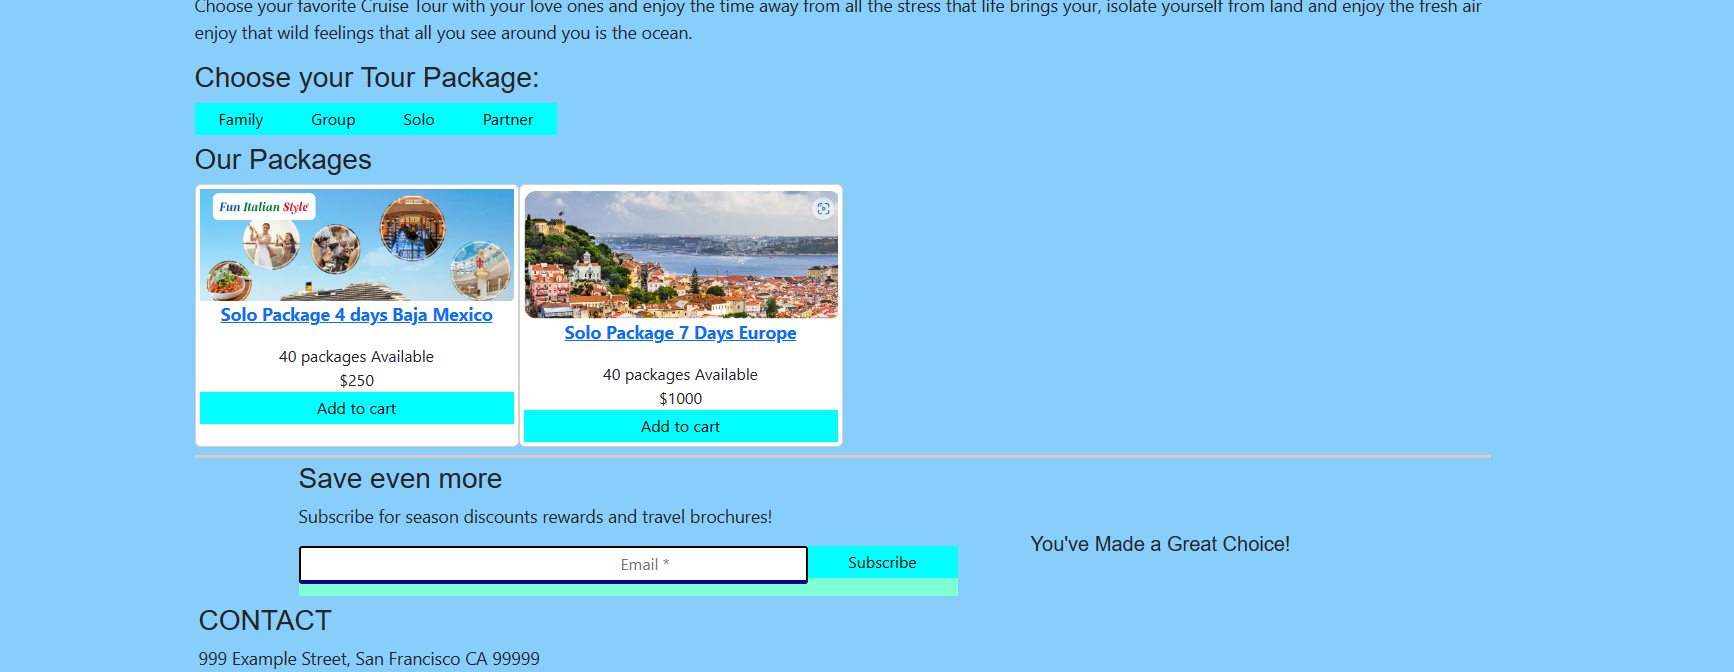 Choose your favorite Cruise Tour with your love ones and enjoy the time away from all the stress that life brings your, isolate yourself from land and enjoy the fresh air
enjoy that wild feelings that all you see around you is the ocean.
Choose your Tour Package:
Family Group Solo Partner
Our Packages
Fun Italian Style
Solo Package 4 days Baja Mexico
40 packages Available
$250
Add to cart
Solo Package 7 Days Europe
40 packages Available
$1000
Add to cart
Save even more
Subscribe for season discounts rewards and travel brochures!
Email * Subscribe
You've Made a Great Choice!
CONTACT
999 Example Street, San Francisco CA 99999